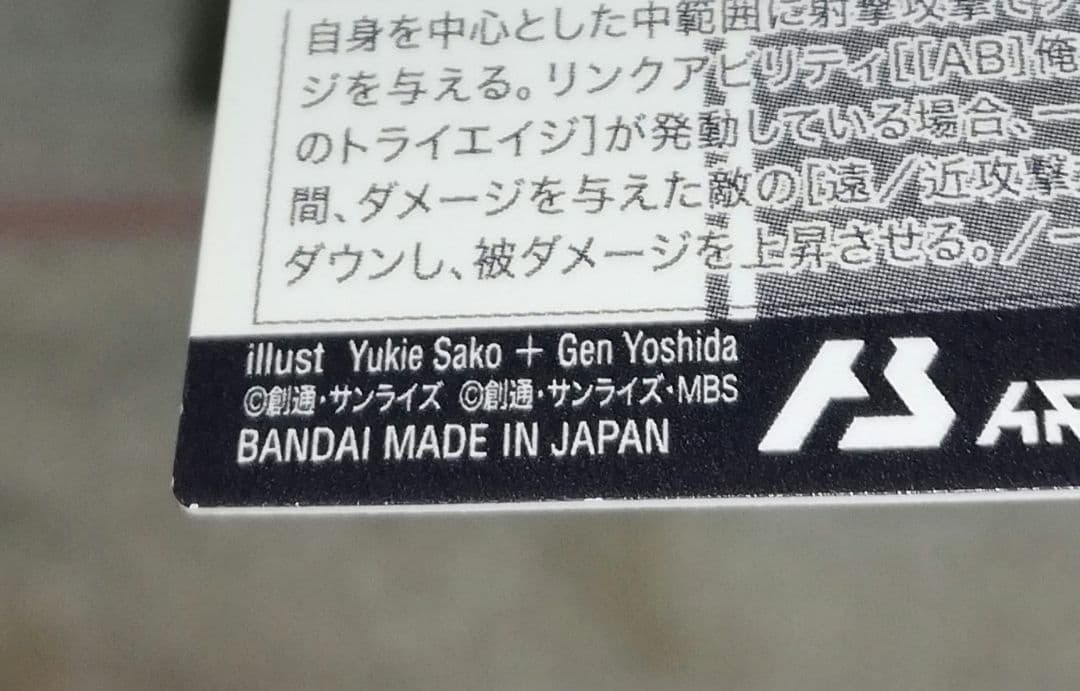 自身を中心とした中範囲に射撃攻撃でダ
ジを与える。リンクアビリティ[[AB]俺
のトライエイジ]が発動している場合、一
間、ダメージを与えた敵の[遠/近攻撃
ダウンし、被ダメージを上昇させる。/一
illust Yukie Sako + Gen Yoshida
©創通・サンライズ ©創通・サンライズ・MBS
BANDAI MADE IN JAPAN
AR